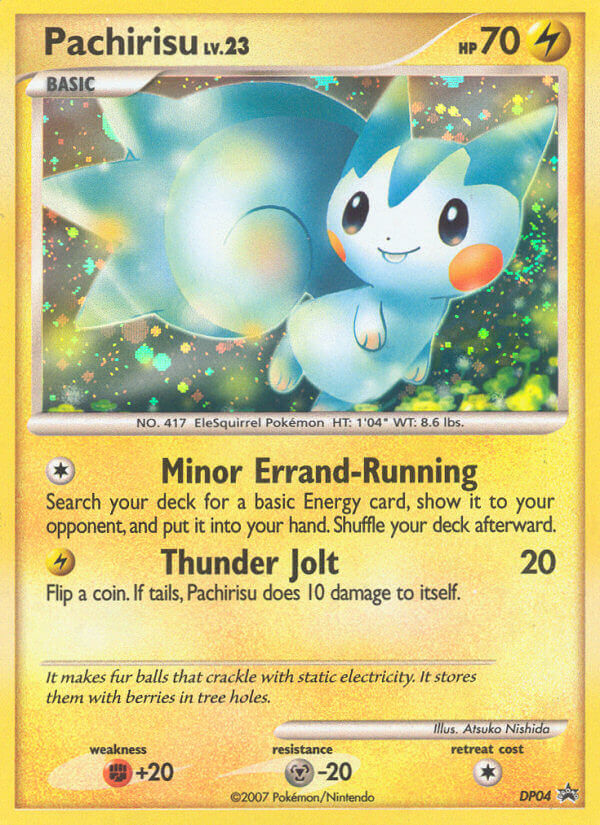 Pachirisu LV.23 HP 70
BASIC
NO. 417 EleSquirrel Pokémon HT: 1'04" WT: 8.6 lbs.
Minor Errand-Running
Search your deck for a basic Energy card, show it to your
opponent, and put it into your hand. Shuffle your deck afterward.
Thunder Jolt 20
Flip a coin. If tails, Pachirisu does 10 damage to itself.
It makes fur balls that crackle with static electricity. It stores
them with berries in tree holes.
Illus. Atsuko Nishida
weakness resistance retreat cost
+20 -20
©2007 Pokémon/Nintendo DP04